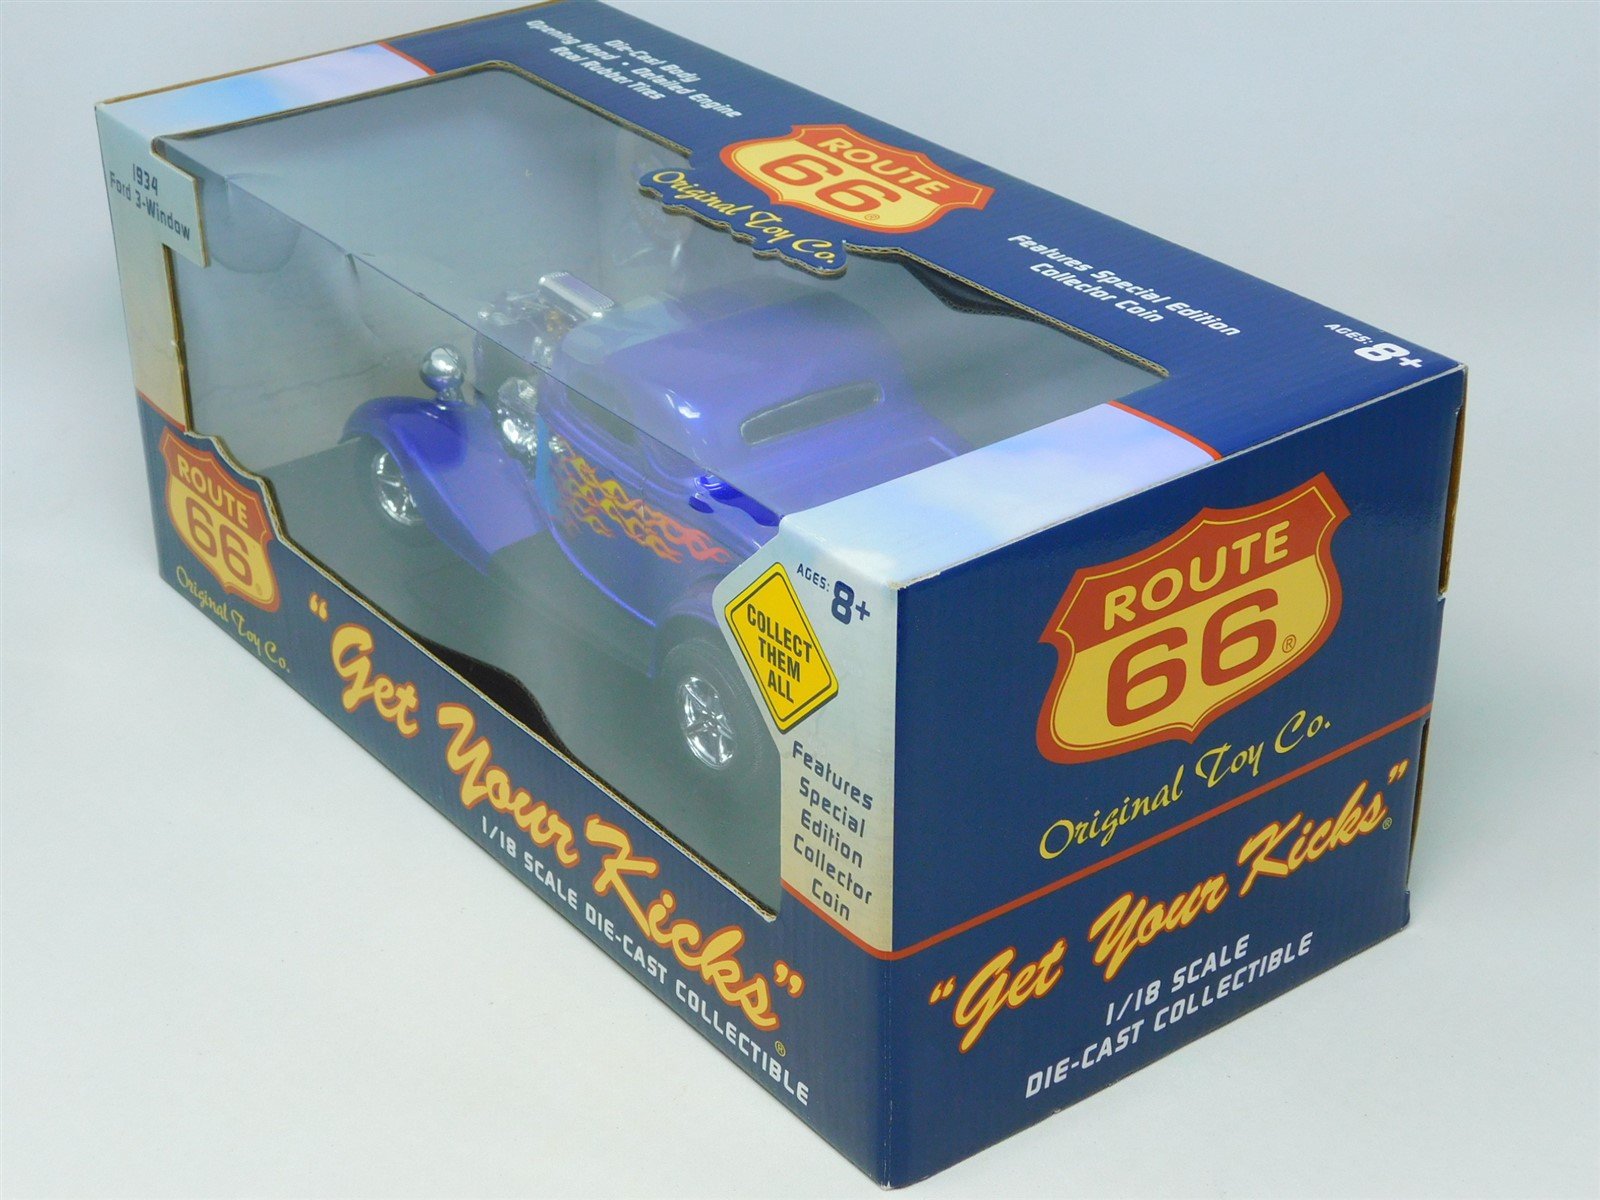 Die-Cast Body
Opening Hood • Detailed Engine
Real Rubber Tires
ROUTE
66®
Original Toy Co.
Features Special Edition
Collector Coin
AGES: 8+
1934
Ford 3-Window
ROUTE
66®
Original Toy Co.
"Get Your Kicks"®
1/18 SCALE DIE-CAST COLLECTIBLE
COLLECT
THEM
ALL
AGES: 8+
Features
Special
Edition
Collector
Coin
ROUTE
66®
Original Toy Co.
"Get Your Kicks"®
1/18 SCALE
DIE-CAST COLLECTIBLE